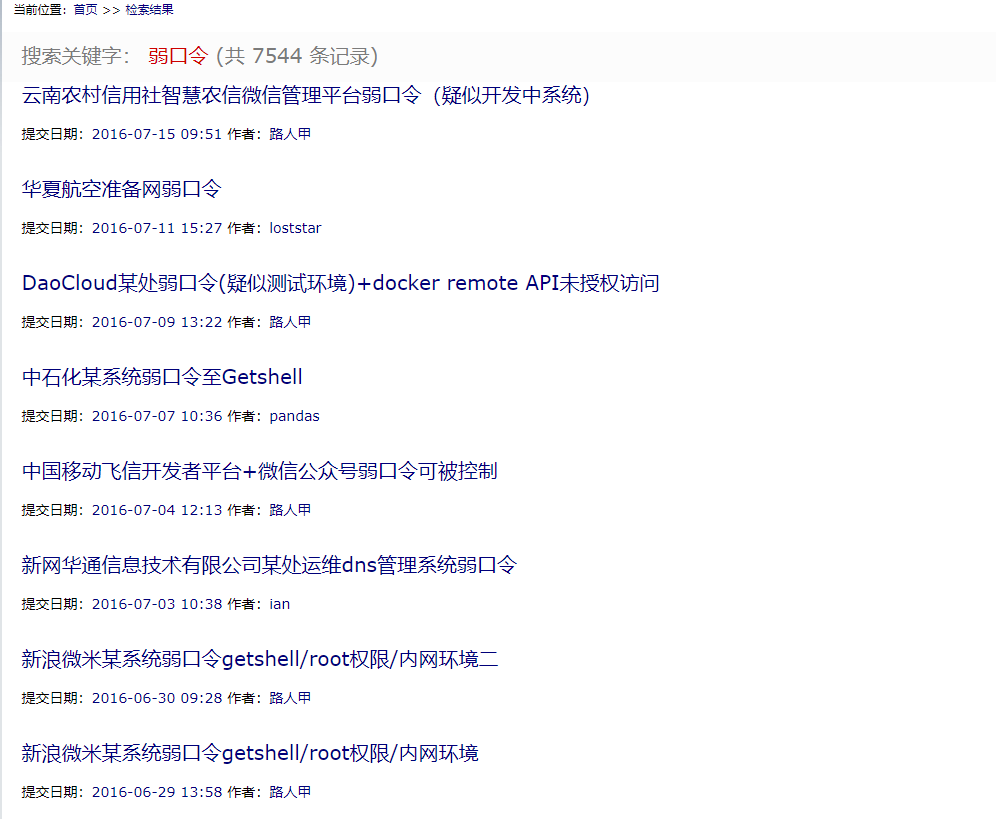 当前位置：首页 >> 检索结果
搜索关键字： 弱口令 (共 7544 条记录)
云南农村信用社智慧农信微信管理平台弱口令（疑似开发中系统）
提交日期：2016-07-15 09:51 作者：路人甲
华夏航空准备网弱口令
提交日期：2016-07-11 15:27 作者：loststar
DaoCloud某处弱口令(疑似测试环境)+docker remote API未授权访问
提交日期：2016-07-09 13:22 作者：路人甲
中石化某系统弱口令至Getshell
提交日期：2016-07-07 10:36 作者：pandas
中国移动飞信开发者平台+微信公众号弱口令可被控制
提交日期：2016-07-04 12:13 作者：路人甲
新网华通信息技术有限公司某处运维dns管理系统弱口令
提交日期：2016-07-03 10:38 作者：ian
新浪微米某系统弱口令getshell/root权限/内网环境二
提交日期：2016-06-30 09:28 作者：路人甲
新浪微米某系统弱口令getshell/root权限/内网环境
提交日期：2016-06-29 13:58 作者：路人甲